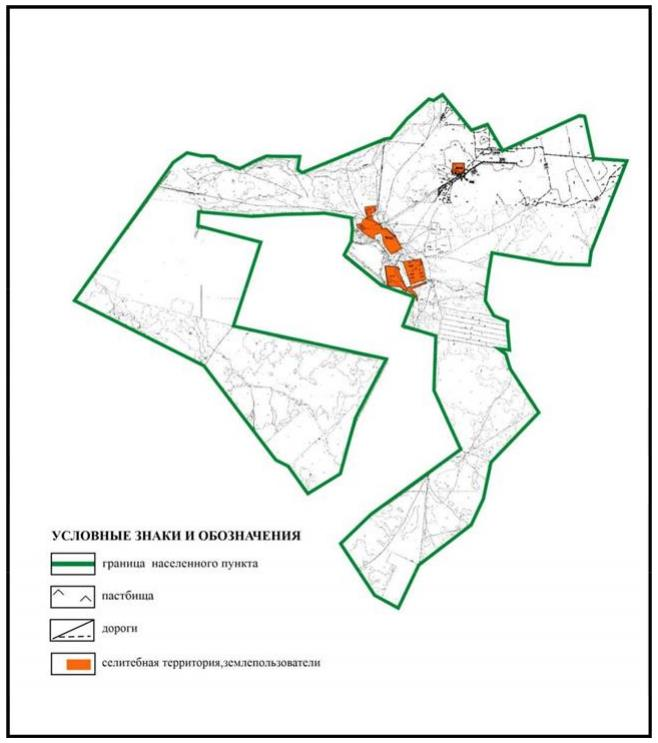 УСЛОВНЫЕ ЗНАКИ И ОБОЗНАЧЕНИЯ
граница населенного пункта
пастбища
дороги
селитебная территория,землепользователи